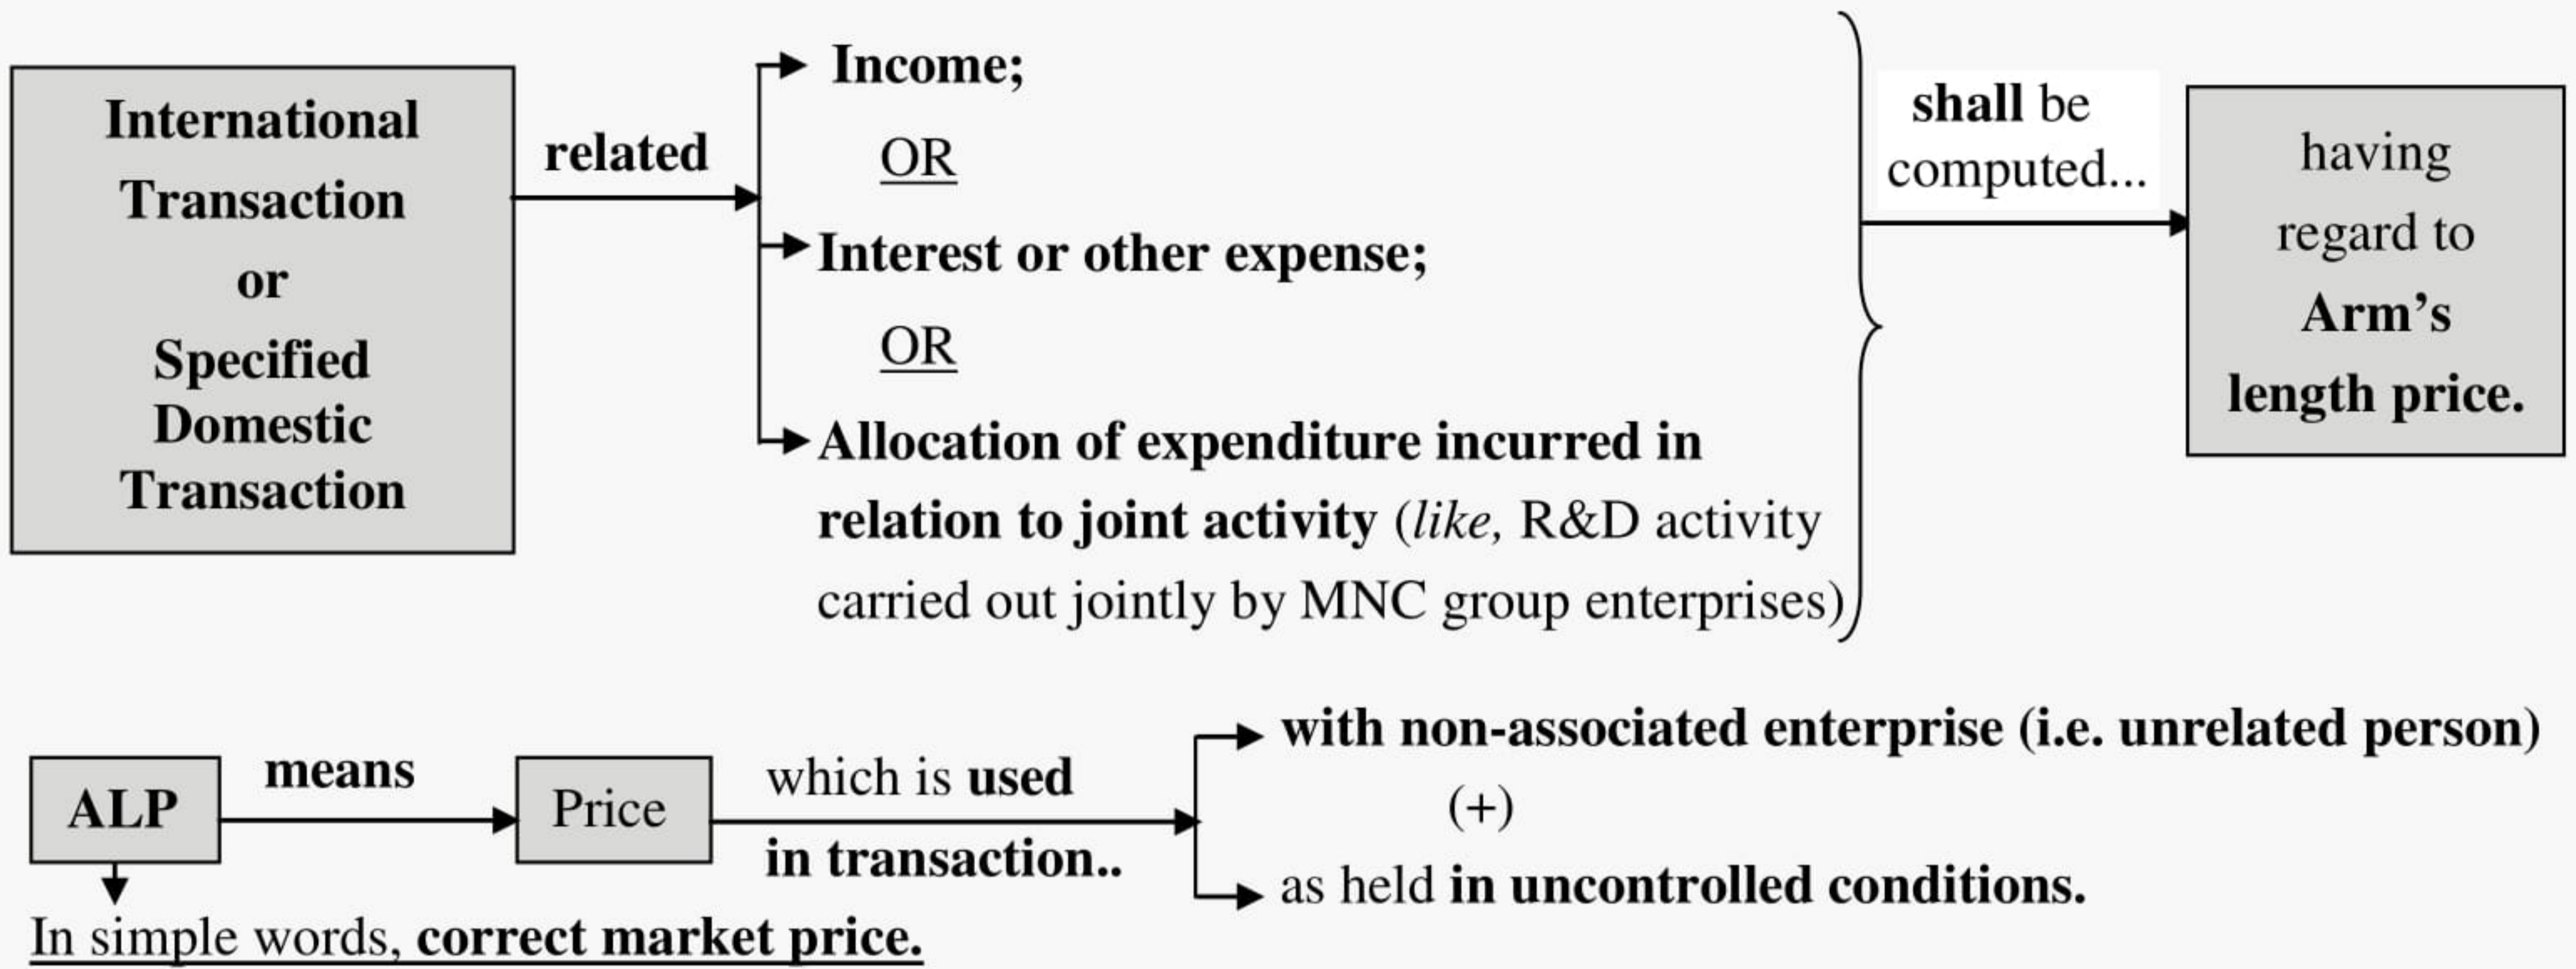 International
Transaction
or
Specified
Domestic
Transaction
related
Income;
OR
Interest or other expense;
OR
Allocation of expenditure incurred in
relation to joint activity (like, R&D activity
carried out jointly by MNC group enterprises)
shall be
computed...
having
regard to
Arm's
length price.
ALP
means
Price
which is used
in transaction..
with non-associated enterprise (i.e. unrelated person)
(+)
as held in uncontrolled conditions.
In simple words, correct market price.